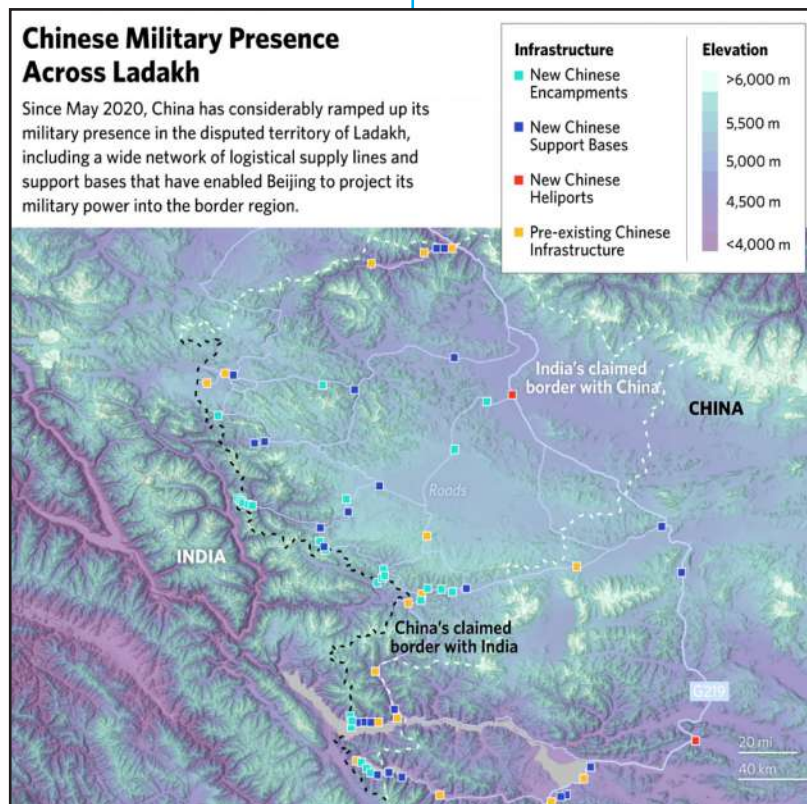 Chinese Military Presence
Across Ladakh
Since May 2020, China has considerably ramped up its
military presence in the disputed territory of Ladakh,
including a wide network of logistical supply lines and
support bases that have enabled Beijing to project its
military power into the border region.
Infrastructure
New Chinese
Encampments
New Chinese
Support Bases
New Chinese
Heliports
Pre-existing Chinese
Infrastructure
Elevation
>6,000 m
5,500 m
5,000 m
4,500 m
<4,000 m
India's claimed
border with China
CHINA
Roads
INDIA
China's claimed
border with India
G219
20 mi
40 km